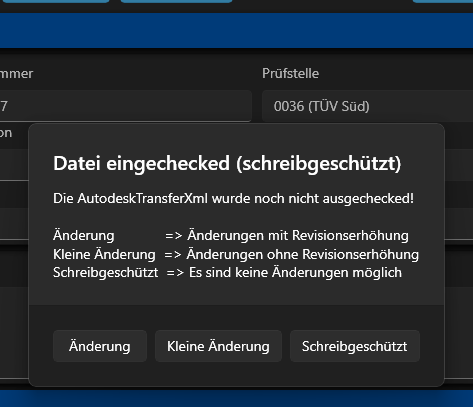 mmer
Prüfstelle
7
0036 (TÜV Süd)
on
Datei eingechecked (schreibgeschützt)
Die AutodeskTransferXml wurde noch nicht ausgechecked!
Änderung => Änderungen mit Revisionserhöhung
Kleine Änderung => Änderungen ohne Revisionserhöhung
Schreibgeschützt => Es sind keine Änderungen möglich
Änderung
Kleine Änderung
Schreibgeschützt